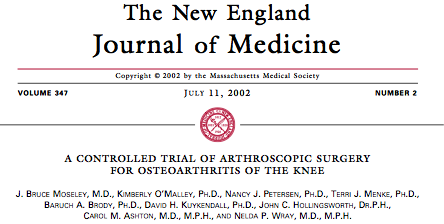 The New England
Journal of Medicine
Copyright © 2002 by the Massachusetts Medical Society
VOLUME 347 JULY 11, 2002 NUMBER 2
A CONTROLLED TRIAL OF ARTHROSCOPIC SURGERY
FOR OSTEOARTHRITIS OF THE KNEE
J. BRUCE MOSELEY, M.D., KIMBERLY O'MALLEY, PH.D., NANCY J. PETERSEN, PH.D., TERRI J. MENKE, PH.D.,
BARUCH A. BRODY, PH.D., DAVID H. KUYKENDALL, PH.D., JOHN C. HOLLINGSWORTH, DR.P.H.,
CAROL M. ASHTON, M.D., M.P.H., AND NELDA P. WRAY, M.D., M.P.H.